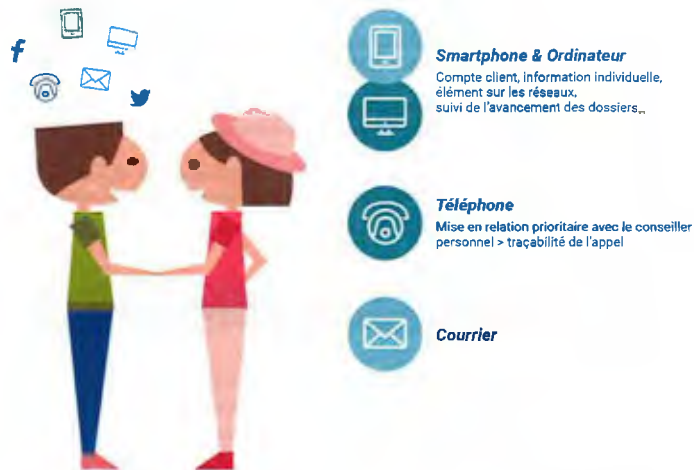 Smartphone & Ordinateur
Compte client, information individuelle,
élément sur les réseaux,
suivi de l'avancement des dossiers...
Téléphone
Mise en relation prioritaire avec le conseiller
personnel > traçabilité de l'appel
Courrier